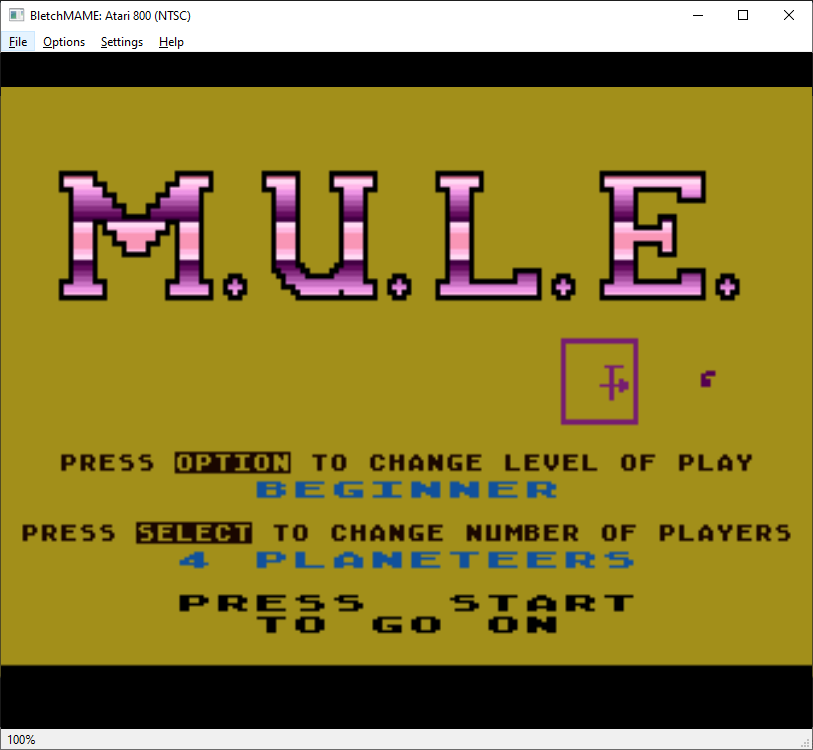 BletchMAME: Atari 800 (NTSC)
File Options Settings Help
M.U.L.E.
PRESS OPTION TO CHANGE LEVEL OF PLAY
BEGINNER
PRESS SELECT TO CHANGE NUMBER OF PLAYERS
4 PLANETEERS
PRESS START
TO GO ON
100%